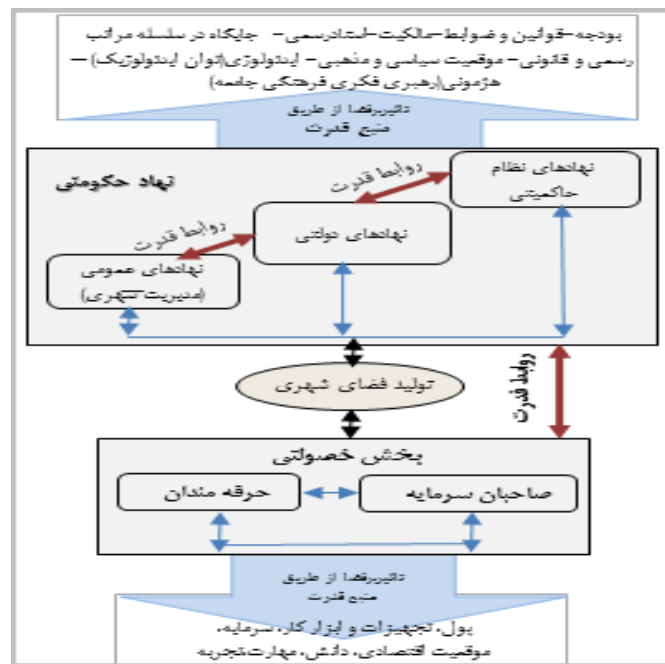 بودجه-قوانین و ضوابط-مالکیت-اسنادرسمی- جایگاه در سلسله مراتب
رسمی و قانونی- موقعیت سیاسی و مذهبی- ایدئولوژی(توان ایدئولوژیک)-
هژمونی(رهبری فکری فرهنگی جامعه)
تاثیربرفضا از طریق
منبع قدرت
نهاد حکومتی
نهادهای نظام
حاکمیتی
روابط قدرت
نهادهای دولتی
روابط قدرت
نهادهای عمومی
(مدیریت شهری)
تولید فضای شهری
روابط قدرت
بخش خصوصی
صاحبان سرمایه
حرفه مندان
تاثیربرفضا از طریق
منبع قدرت
پول، تجهیزات و ابزار کار، سرمایه،
موقعیت اقتصادی، دانش، مهارت،تجربه